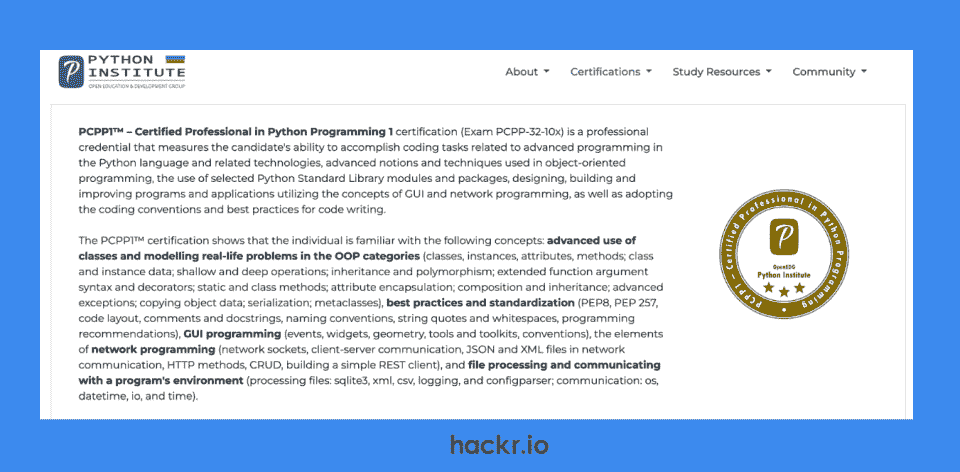 PYTHON
INSTITUTE
OPEN EDUCATION & DEVELOPMENT GROUP
About Certifications Study Resources Community
PCPP1™ – Certified Professional in Python Programming 1 certification (Exam PCPP-32-10x) is a professional
credential that measures the candidate's ability to accomplish coding tasks related to advanced programming in
the Python language and related technologies, advanced notions and techniques used in object-oriented
programming, the use of selected Python Standard Library modules and packages, designing, building and
improving programs and applications utilizing the concepts of GUI and network programming, as well as adopting
the coding conventions and best practices for code writing.
The PCPP1™ certification shows that the individual is familiar with the following concepts: advanced use of
classes and modelling real-life problems in the OOP categories (classes, instances, attributes, methods; class
and instance data; shallow and deep operations; inheritance and polymorphism; extended function argument
syntax and decorators; static and class methods; attribute encapsulation; composition and inheritance; advanced
exceptions; copying object data; serialization; metaclasses), best practices and standardization (PEP8, PEP 257,
code layout, comments and docstrings, naming conventions, string quotes and whitespaces, programming
recommendations), GUI programming (events, widgets, geometry, tools and toolkits, conventions), the elements
of network programming (network sockets, client-server communication, JSON and XML files in network
communication, HTTP methods, CRUD, building a simple REST client), and file processing and communicating
with a program's environment (processing files: sqlite3, xml, csv, logging, and configparser; communication: os,
datetime, io, and time).
PCPP1 – Certified Professional in Python Programming
OpenEDG
Python Institute
hackr.io